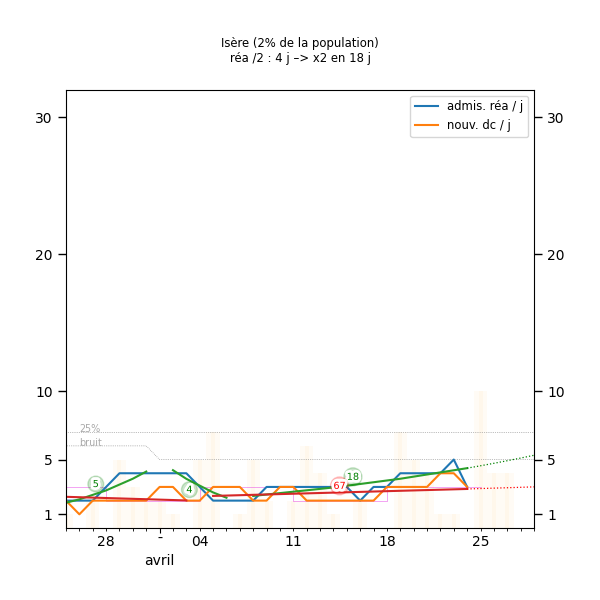 Isère (2% de la population)
réa /2 : 4 j –> x2 en 18 j
admis. réa / j
nouv. dc / j
30 30
20 20
10 10
25%
bruit
5 5
5 4 67 18
1 1
28 - 04 11 18 25
avril